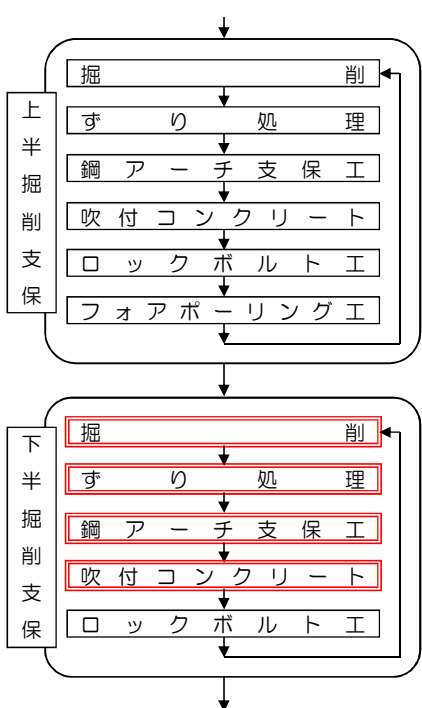 上半掘削支保
掘削
ずり処理
鋼アーチ支保工
吹付コンクリート
ロックボルト工
フォアポーリング工
下半掘削支保
掘削
ずり処理
鋼アーチ支保工
吹付コンクリート
ロックボルト工